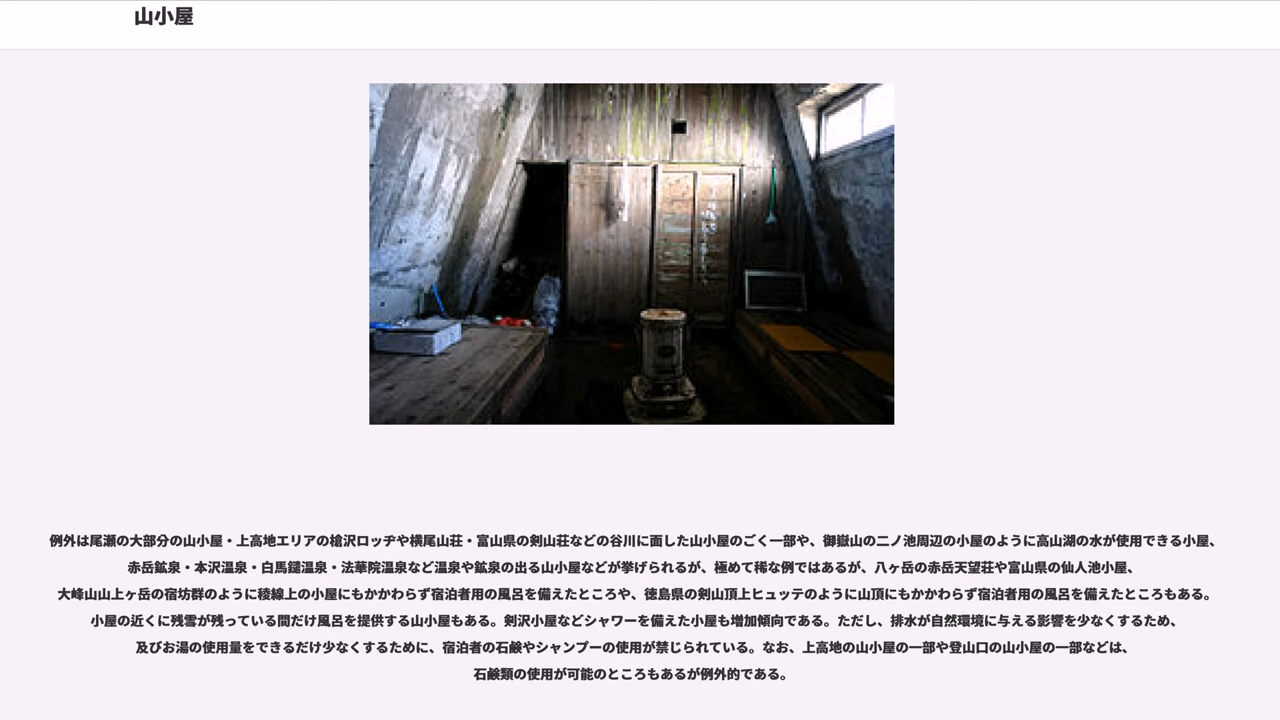 山小屋
例外は尾瀬の大部分の山小屋・上高地エリアの槍沢ロッヂや横尾山荘・富山県の剣山荘などの谷川に面した山小屋のごく一部や、御嶽山の二ノ池周辺の小屋のように高山湖の水が使用できる小屋、
赤岳鉱泉・本沢温泉・白馬鑓温泉・法華院温泉など温泉や鉱泉の出る山小屋などが挙げられるが、極めて稀な例ではあるが、八ヶ岳の赤岳天望荘や富山県の仙人池小屋、
大峰山山上ヶ岳の宿坊群のように稜線上の小屋にもかかわらず宿泊者用の風呂を備えたところや、徳島県の剣山頂上ヒュッテのように山頂にもかかわらず宿泊者用の風呂を備えたところもある。
小屋の近くに残雪が残っている間だけ風呂を提供する山小屋もある。剣沢小屋などシャワーを備えた小屋も増加傾向である。ただし、排水が自然環境に与える影響を少なくするため、
及びお湯の使用量をできるだけ少なくするために、宿泊者の石鹸やシャンプーの使用が禁じられている。なお、上高地の山小屋の一部や登山口の山小屋の一部などは、
石鹸類の使用が可能のところもあるが例外的である。